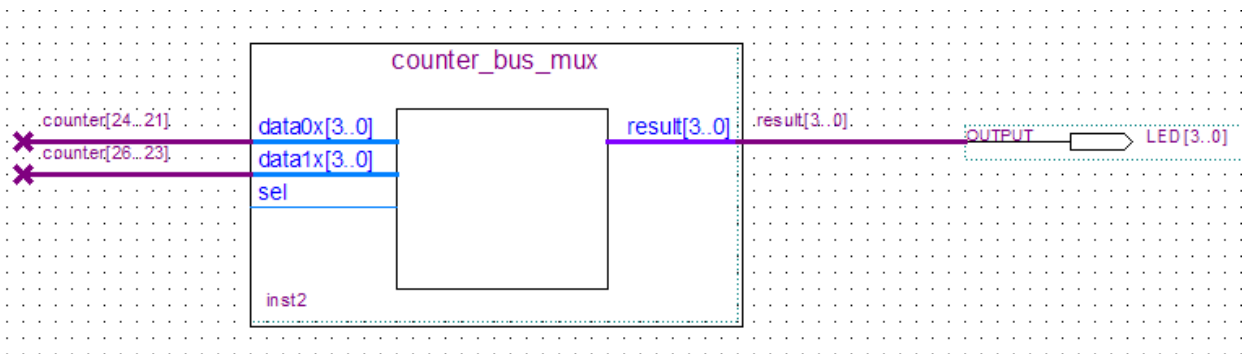 counter_bus_mux
counter[24...21]
data0x[3..0]
result[3..0]
result[3..0]
OUTPUT
LED[3..0]
counter[26...23]
data1x[3..0]
sel
inst2